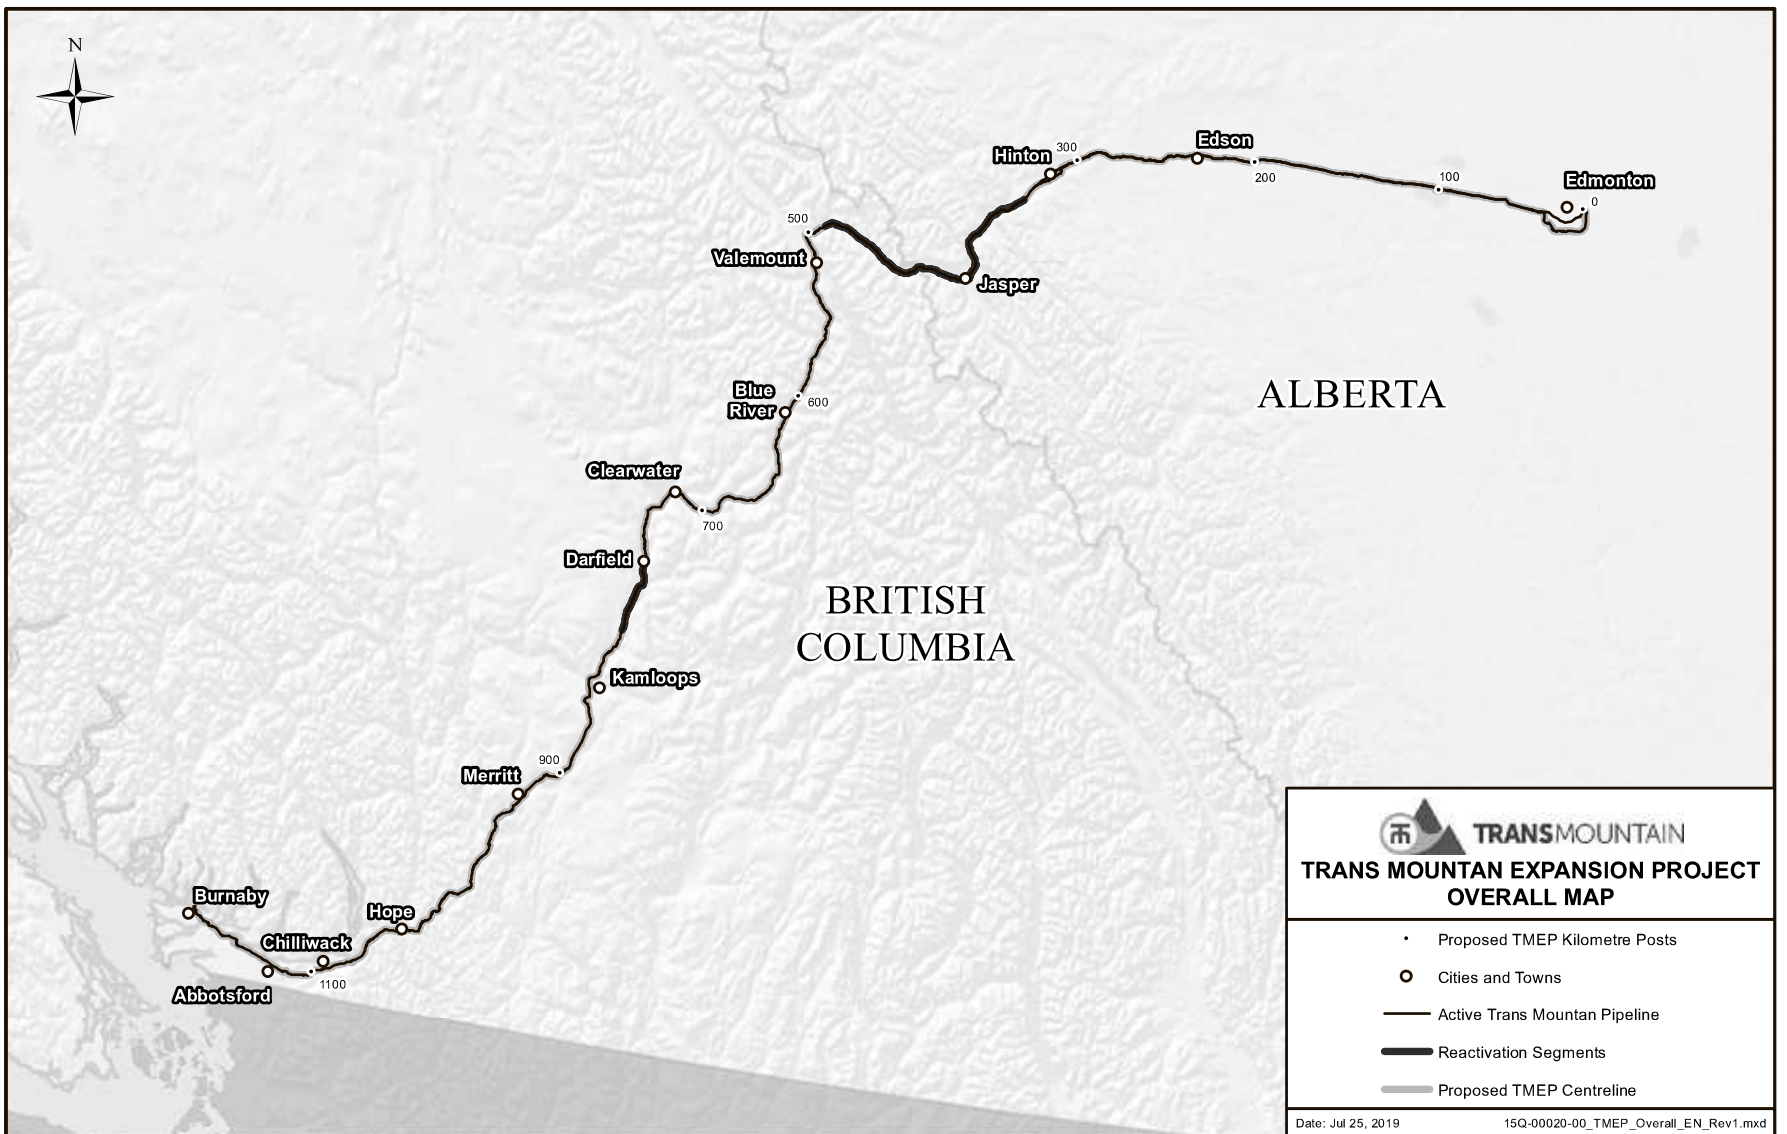 N
Edson
Hinton
300
200
100
Edmonton
0
500
Valemount
Jasper
Blue
River
600
ALBERTA
Clearwater
700
Darfield
BRITISH
COLUMBIA
Kamloops
900
Merritt
Burnaby
Hope
Chilliwack
1100
Abbotsford
TRANSMOUNTAIN
TRANS MOUNTAN EXPANSION PROJECT
OVERALL MAP
Proposed TMEP Kilometre Posts
Cities and Towns
Active Trans Mountan Pipeline
Reactivation Segments
Proposed TMEP Centreline
Date: Jul 25, 2019 15Q-00020-00_TMEP_Overall_EN_Rev1.mxd